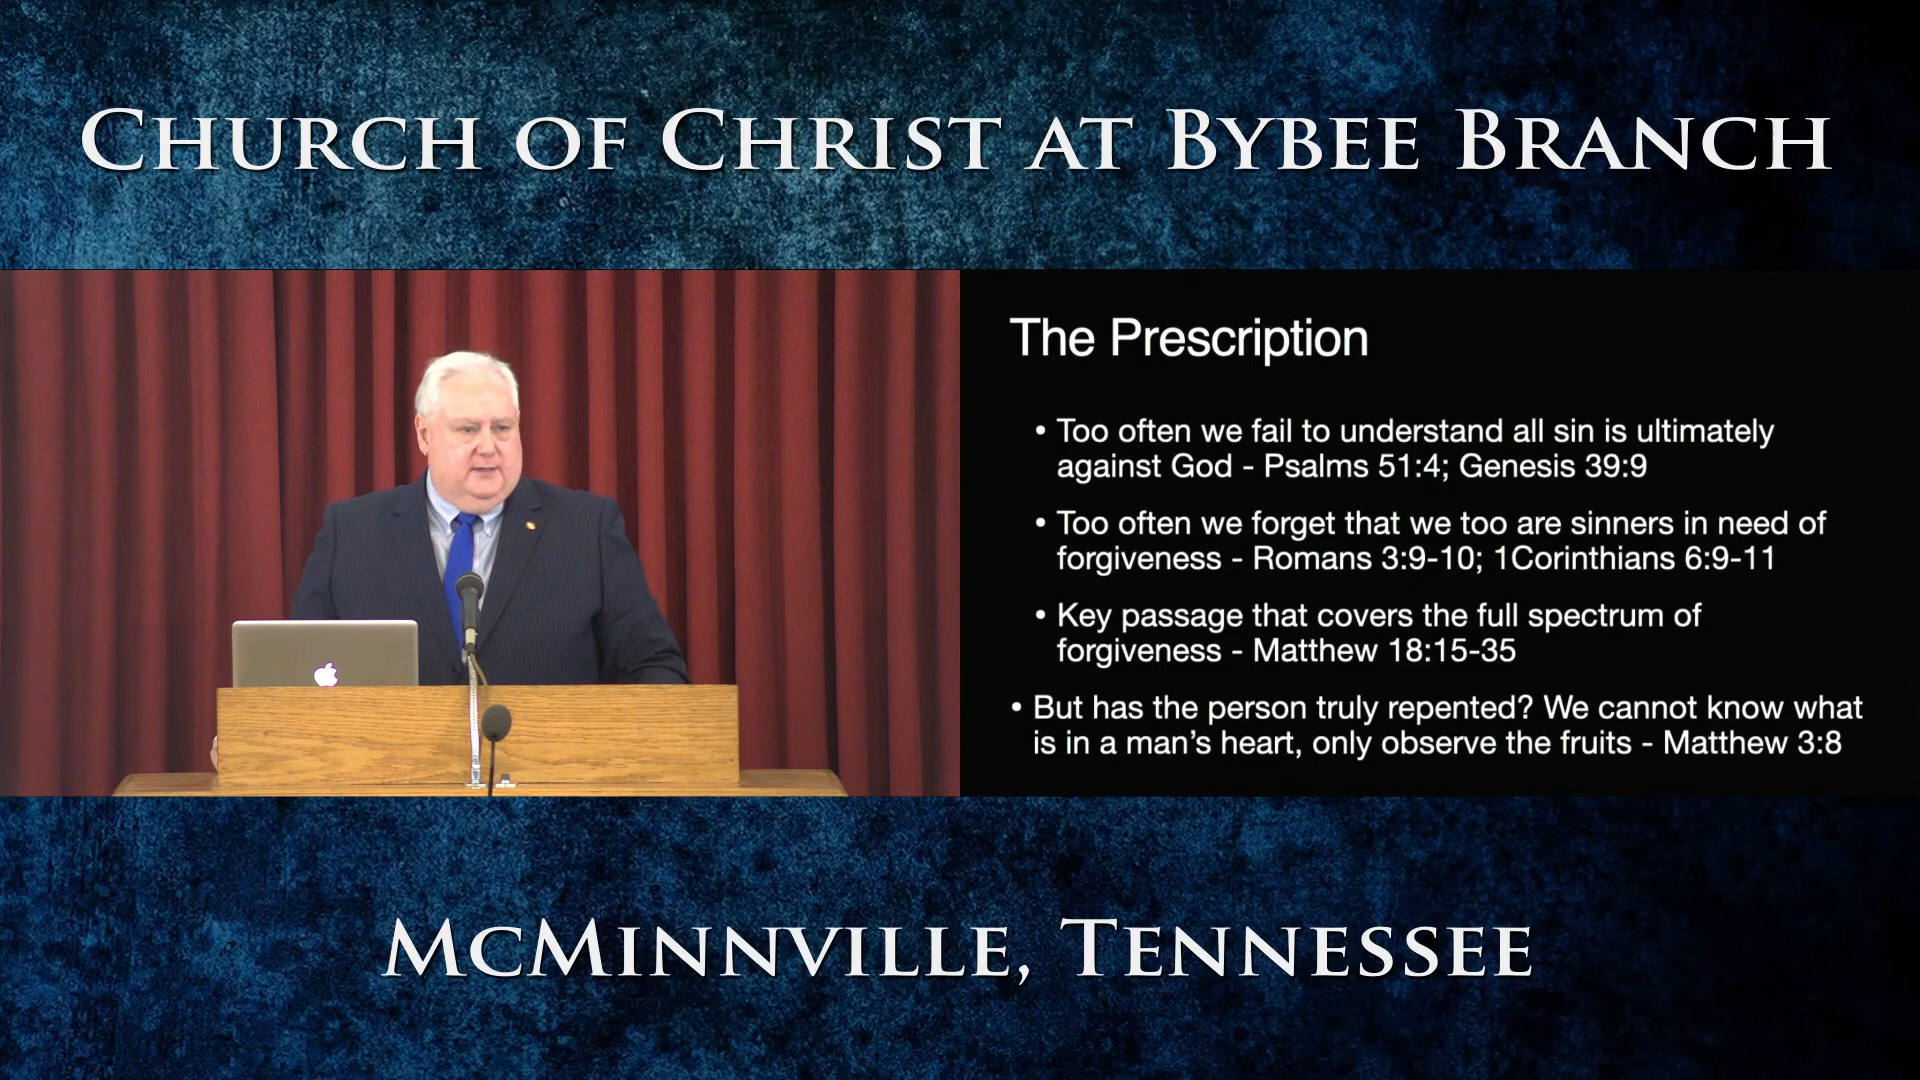 Church of Christ at Bybee Branch
The Prescription
• Too often we fail to understand all sin is ultimately
against God - Psalms 51:4; Genesis 39:9
• Too often we forget that we too are sinners in need of
forgiveness - Romans 3:9-10; 1Corinthians 6:9-11
• Key passage that covers the full spectrum of
forgiveness - Matthew 18:15-35
• But has the person truly repented? We cannot know what
is in a man’s heart, only observe the fruits - Matthew 3:8
McMinnville, Tennessee